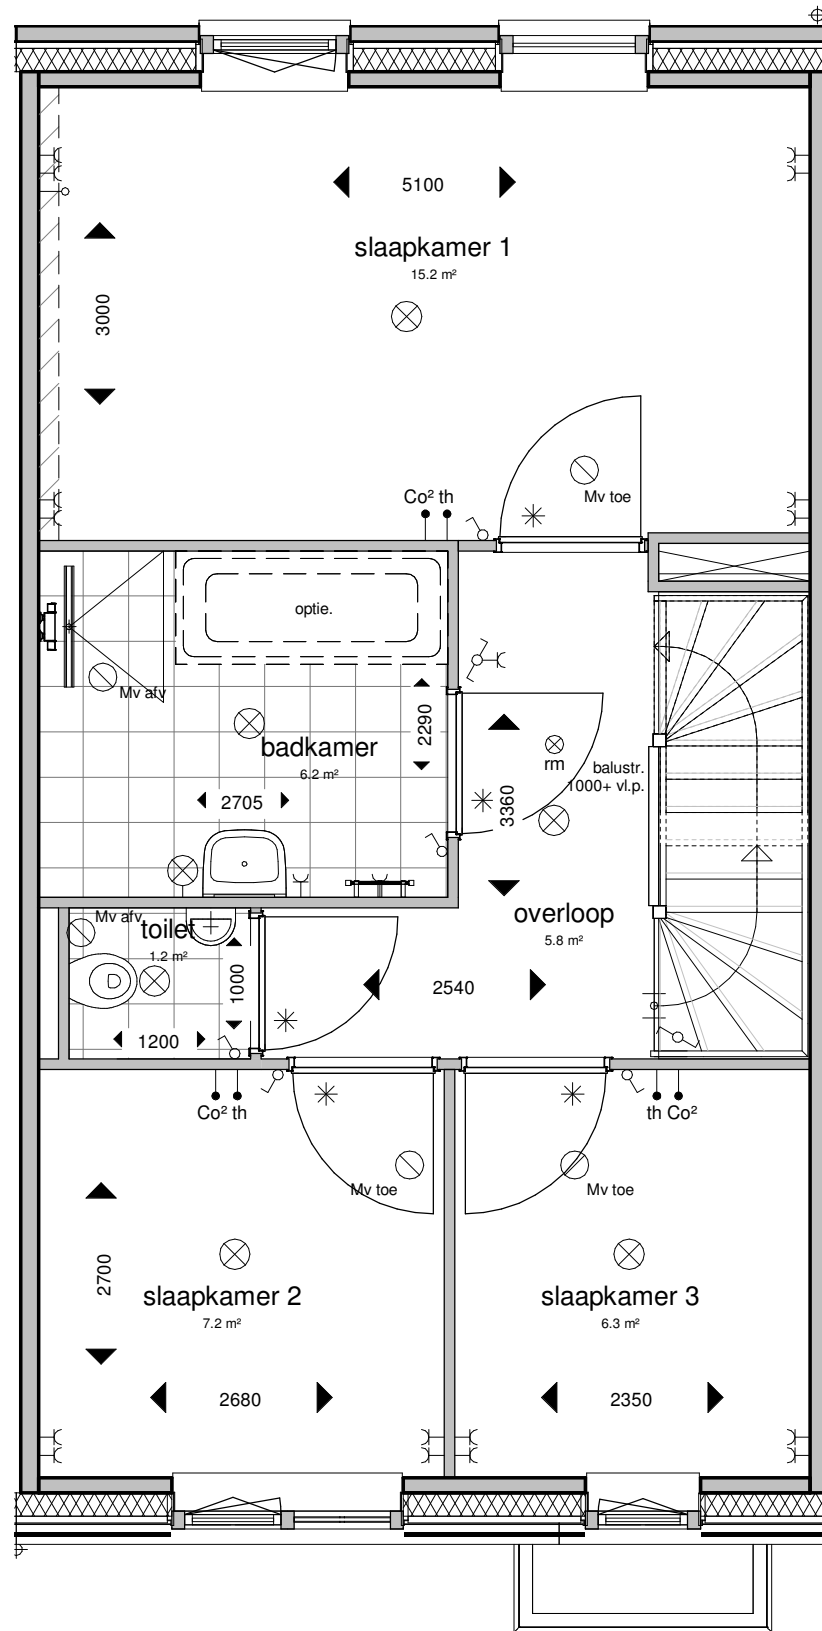 5100
slaapkamer 1
15.2 m²
3000
Co² th
Mv toe
optie.
Mv afv
2290
badkamer
6.2 m²
2705
3360
rm
balustr.
1000+ vl.p.
Mv afv
toilet
1.2 m²
1000
1200
overloop
5.8 m²
2540
Co² th
th Co²
Mv toe
Mv toe
2700
slaapkamer 2
7.2 m²
2680
slaapkamer 3
6.3 m²
2350